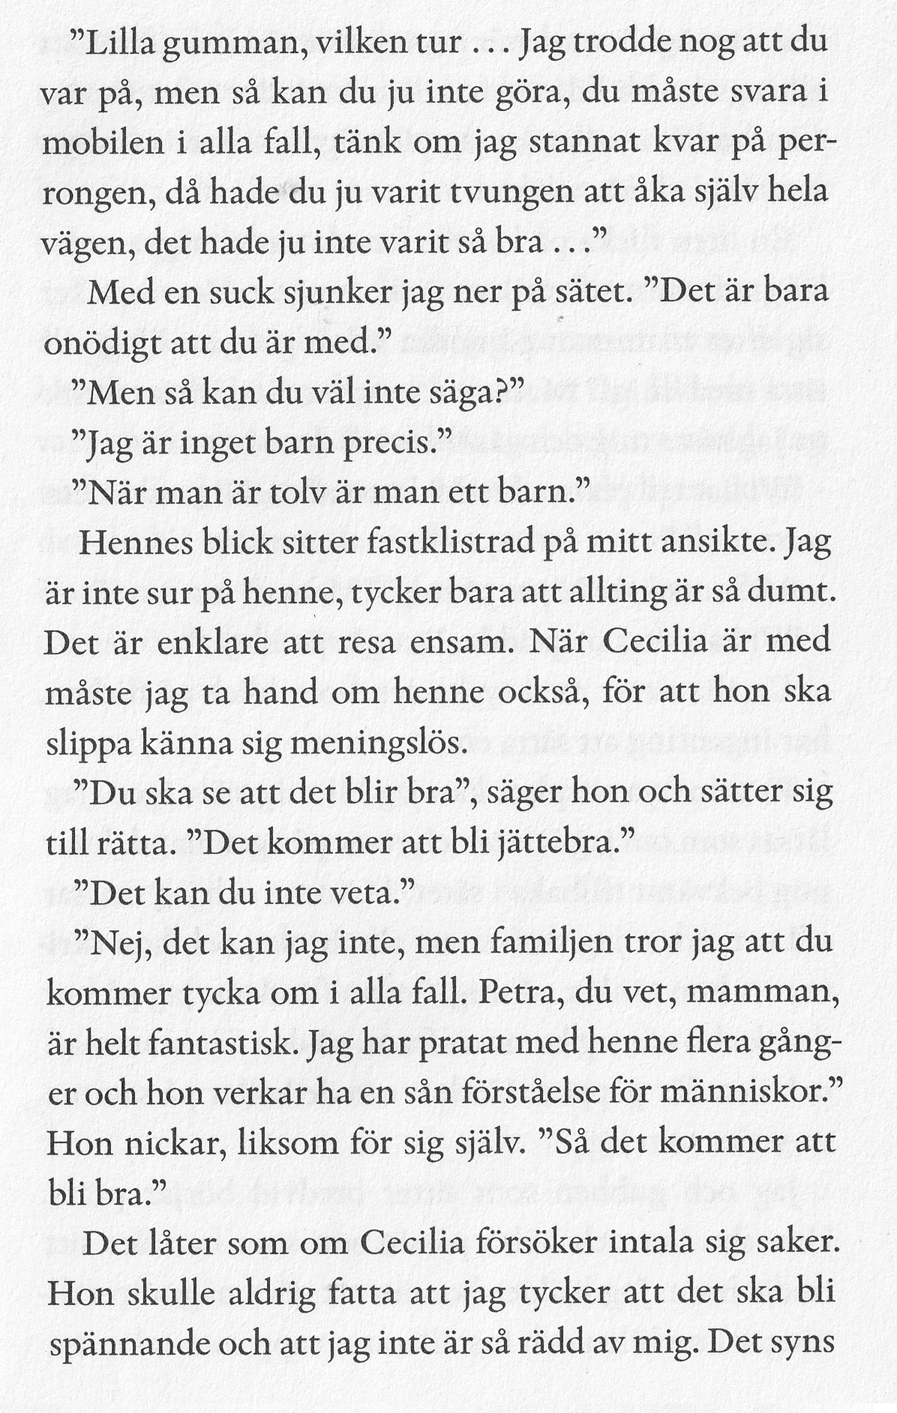 ”Lilla gumman, vilken tur ... Jag trodde nog att du
var på, men så kan du ju inte göra, du måste svara i
mobilen i alla fall, tänk om jag stannat kvar på per-
rongen, då hade du ju varit tvungen att åka själv hela
vägen, det hade ju inte varit så bra ...”
Med en suck sjunker jag ner på sätet. ”Det är bara
onödigt att du är med.”
”Men så kan du väl inte säga?”
”Jag är inget barn precis.”
”När man är tolv är man ett barn.”
Hennes blick sitter fastklistrad på mitt ansikte. Jag
är inte sur på henne, tycker bara att allting är så dumt.
Det är enklare att resa ensam. När Cecilia är med
måste jag ta hand om henne också, för att hon ska
slippa känna sig meningslös.
”Du ska se att det blir bra”, säger hon och sätter sig
till rätta. ”Det kommer att bli jättebra.”
”Det kan du inte veta.”
”Nej, det kan jag inte, men familjen tror jag att du
kommer tycka om i alla fall. Petra, du vet, mamman,
är helt fantastisk. Jag har pratat med henne flera gång-
er och hon verkar ha en sån förståelse för människor.”
Hon nickar, liksom för sig själv. ”Så det kommer att
bli bra.”
Det låter som om Cecilia försöker intala sig saker.
Hon skulle aldrig fatta att jag tycker att det ska bli
spännande och att jag inte är så rädd av mig. Det syns